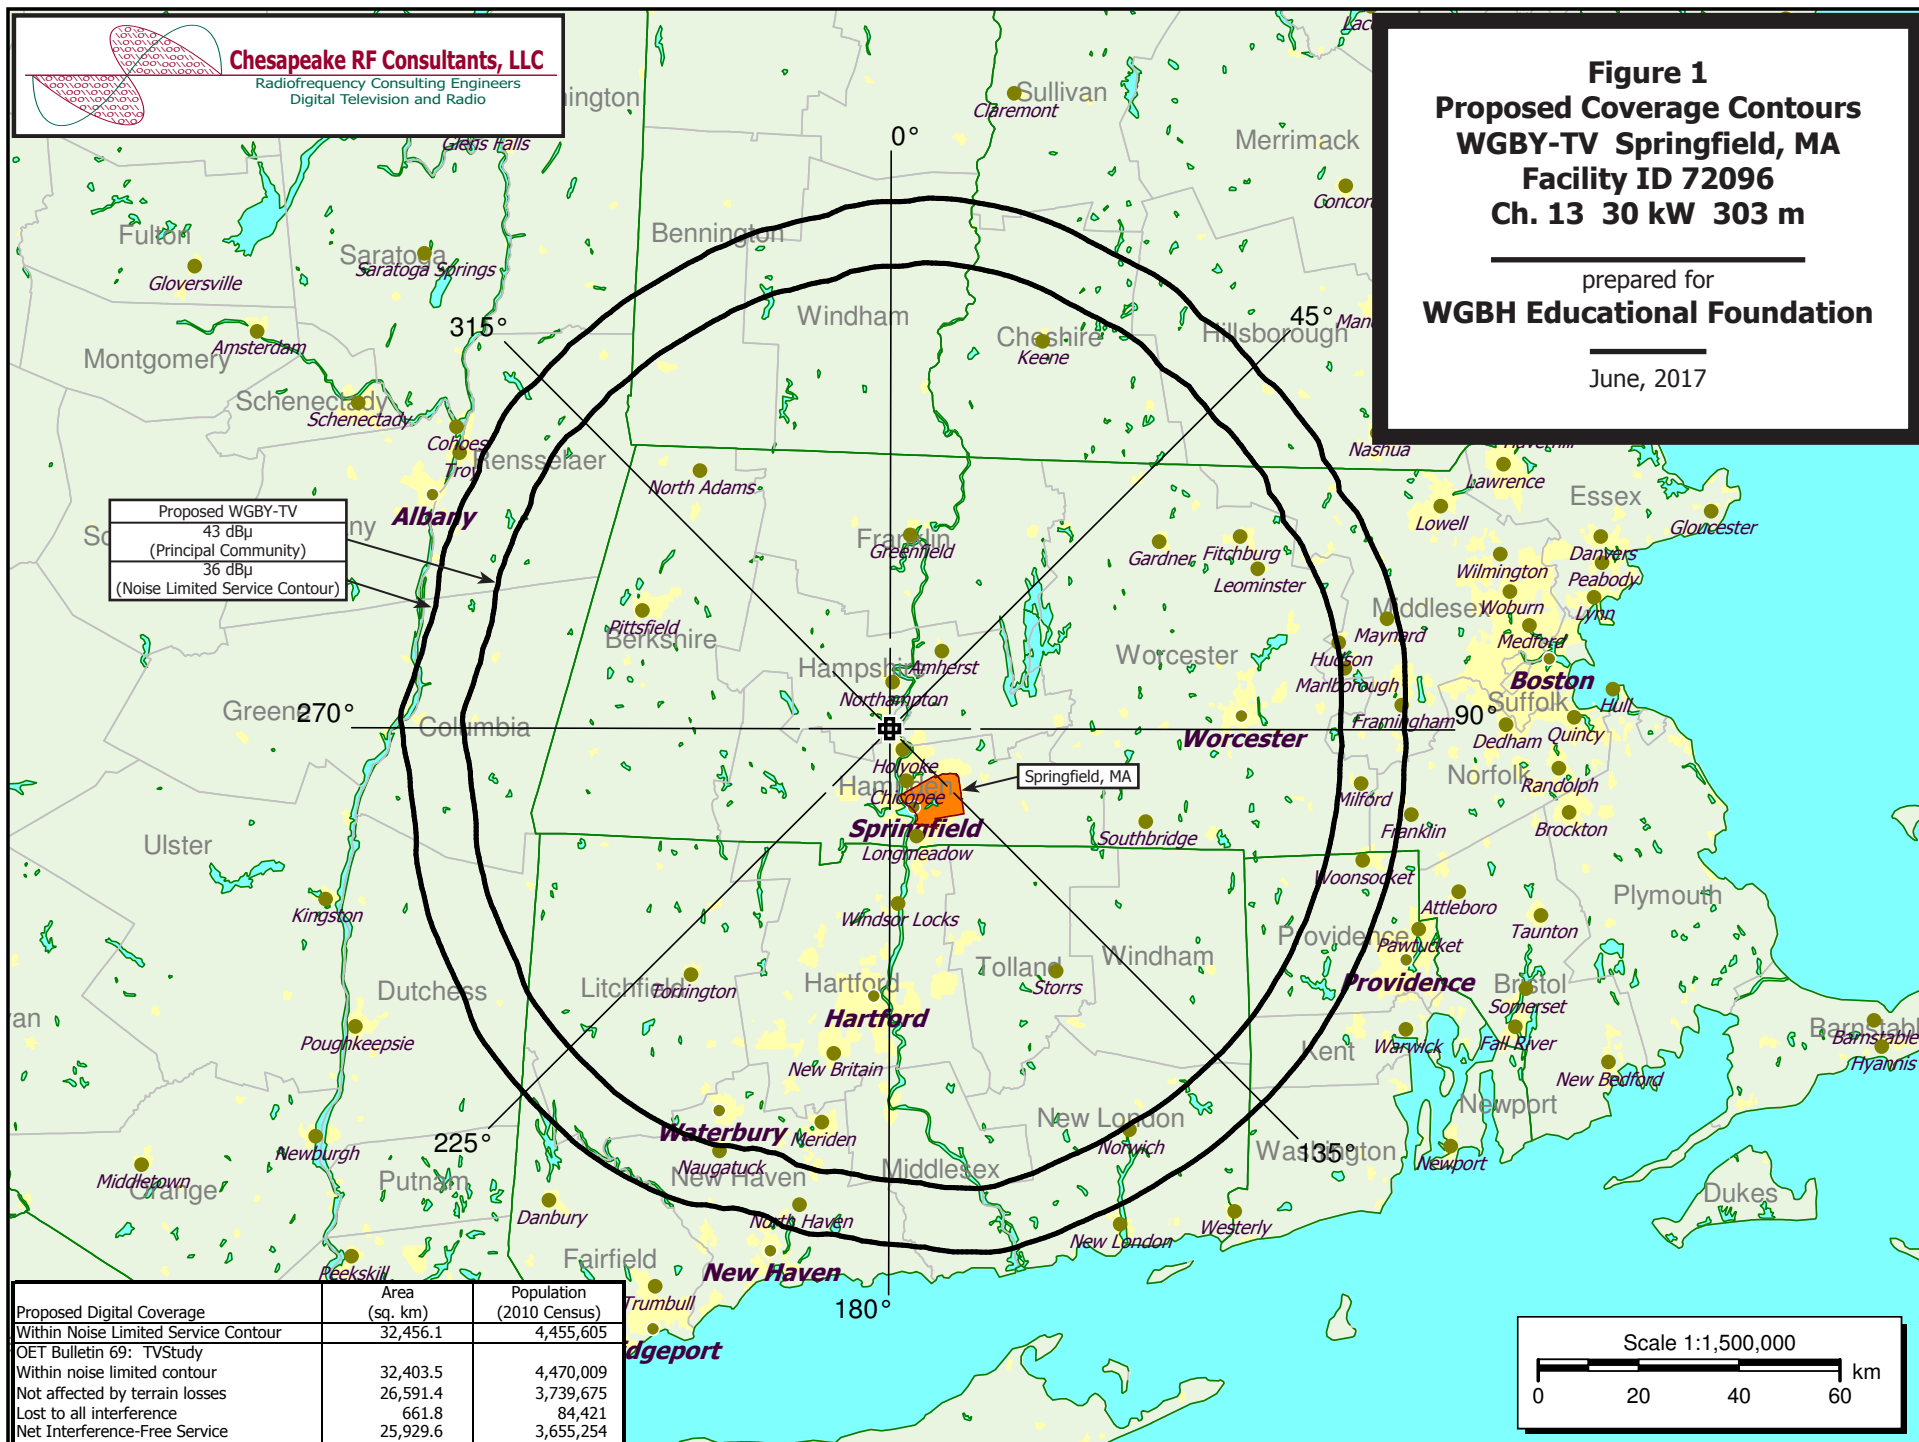 Chesapeake RF Consultants, LLC
Radiofrequency Consulting Engineers
Digital Television and Radio
Figure 1
Proposed Coverage Contours
WGBY-TV Springfield, MA
Facility ID 72096
Ch. 13 30 kW 303 m
prepared for
WGBH Educational Foundation
June, 2017
Sullivan
Claremont
Merrimack
Glens Falls
0°
Bennington
Fulton
Saratoga
Saratoga Springs
Gloversville
Windham
315°
45°
Cheshire
Keene
Hillsborough
Amsterdam
Montgomery
Schenectady
Schenectady
Cohoes
Troy
Rensselaer
North Adams
Nashua
Lawrence
Essex
Lowell
Gloucester
Albany
Proposed WGBY-TV
43 dBµ
(Principal Community)
36 dBµ
(Noise Limited Service Contour)
Franklin
Greenfield
Gardner
Fitchburg
Leominster
Danvers
Wilmington
Peabody
Middlesex
Woburn
Lynn
Pittsfield
Berkshire
Maynard
Medford
Hampshire
Amherst
Worcester
Hudson
Marlborough
Boston
Northampton
Suffolk
Hull
Greene
270°
Columbia
Framingham
90°
Dedham
Quincy
Worcester
Holyoke
Springfield, MA
Norfolk
Randolph
Hampden
Chicopee
Milford
Franklin
Brockton
Springfield
Southbridge
Longmeadow
Ulster
Woonsocket
Plymouth
Kingston
Windsor Locks
Attleboro
Taunton
Providence
Pawtucket
Windham
Tolland
Storrs
Hartford
Litchfield
Torrington
Dutchess
Providence
Bristol
Somerset
Hartford
Poughkeepsie
Kent
Warwick
Fall River
Barnstable
Hyannis
New Britain
New Bedford
Newport
New London
Norwich
Waterbury
Meriden
225°
Newburgh
Naugatuck
Middlesex
Washington
135°
Newport
Middletown
Orange
Putnam
New Haven
Dukes
Danbury
North Haven
New London
Westerly
Fairfield
New Haven
Peekskill
Trumbull
180°
dgeport
Proposed Digital Coverage Area (sq. km) Population (2010 Census)
Within Noise Limited Service Contour 32,456.1 4,455,605
OET Bulletin 69: TVStudy
Within noise limited contour 32,403.5 4,470,009
Not affected by terrain losses 26,591.4 3,739,675
Lost to all interference 661.8 84,421
Net Interference-Free Service 25,929.6 3,655,254
Scale 1:1,500,000
km
0 20 40 60